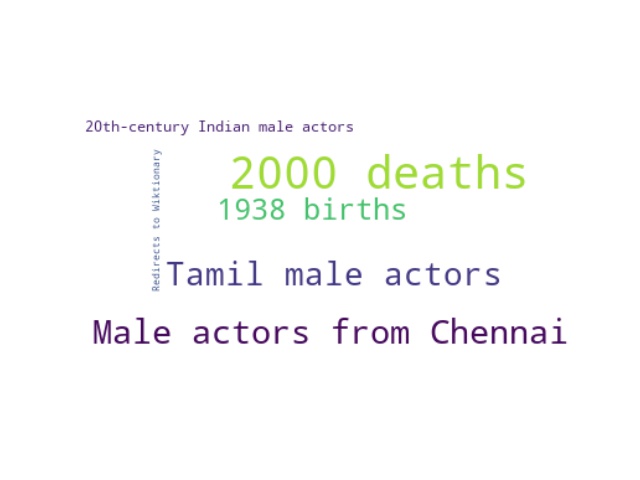 20th-century Indian male actors
Redirects to Wiktionary
2000 deaths
1938 births
Tamil male actors
Male actors from Chennai